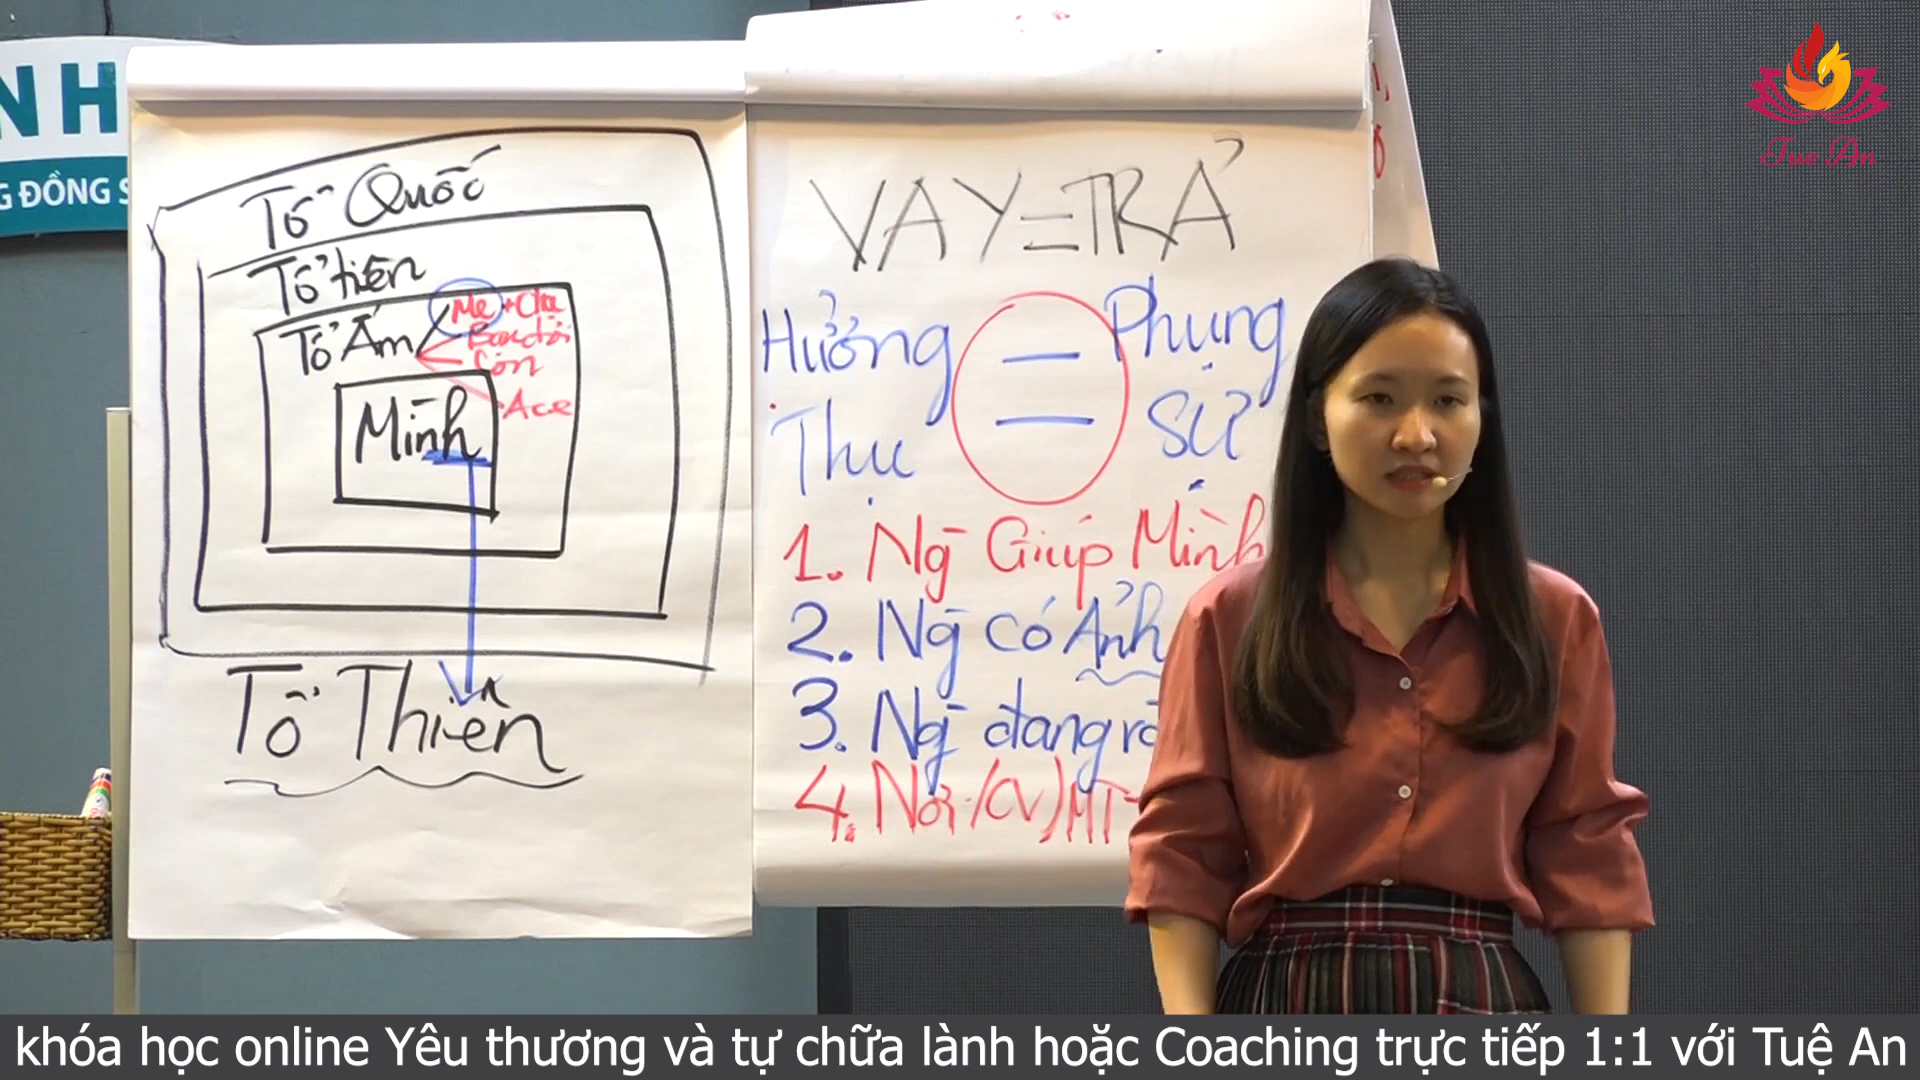 NH
G ĐỒNG S
Tổ Quốc
Tổ tiên
Tổ Ấm
Mẹ + Cha
Bạn đời
Con
Ace
Mình
Tổ Thiên
VAY = TRẢ
Hưởng = Phụng
Thụ = Sự
1. Ng Giúp Mình
2. Ng có Ảnh
3. Ng đang
4. Nơi (CV) MT
Tuệ An
khóa học online Yêu thương và tự chữa lành hoặc Coaching trực tiếp 1:1 với Tuệ An